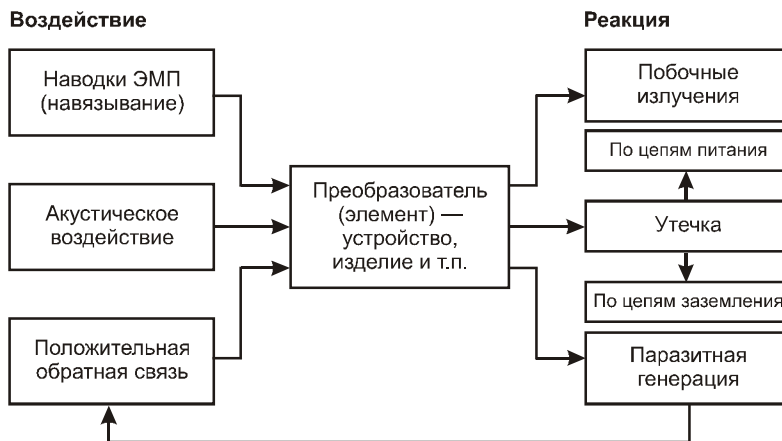 Воздействие
Реакция
Наводки ЭМП
(навязывание)
Акустическое
воздействие
Положительная
обратная связь
Преобразователь
(элемент) —
устройство,
изделие и т.п.
Побочные
излучения
По цепям питания
Утечка
По цепям заземления
Паразитная
генерация